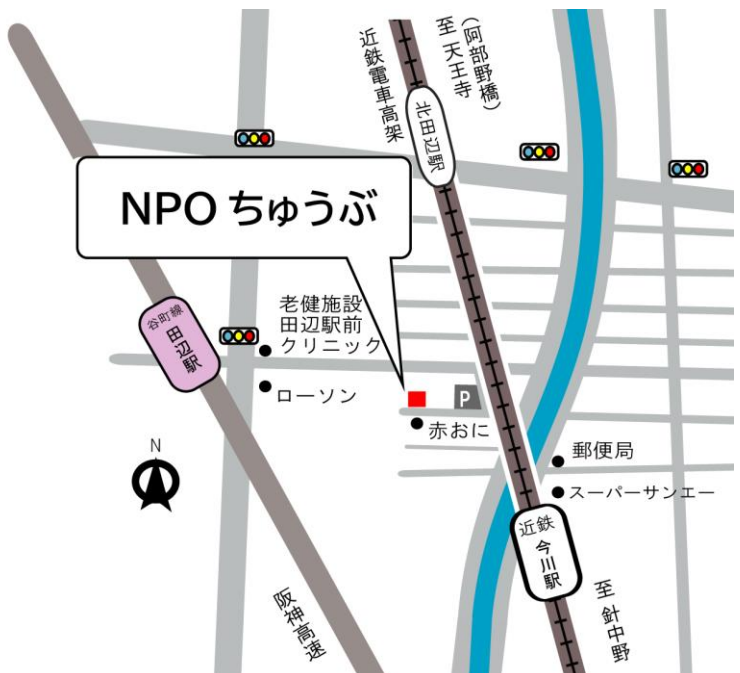 (阿部野橋)
至 天王寺
近鉄電車高架
北田辺駅
NPO ちゅうぶ
谷町線
田辺駅
老健施設
田辺駅前
クリニック
ローソン
P
赤おに
N
郵便局
スーパーサンエー
近鉄
今川駅
阪神高速
至 針中野